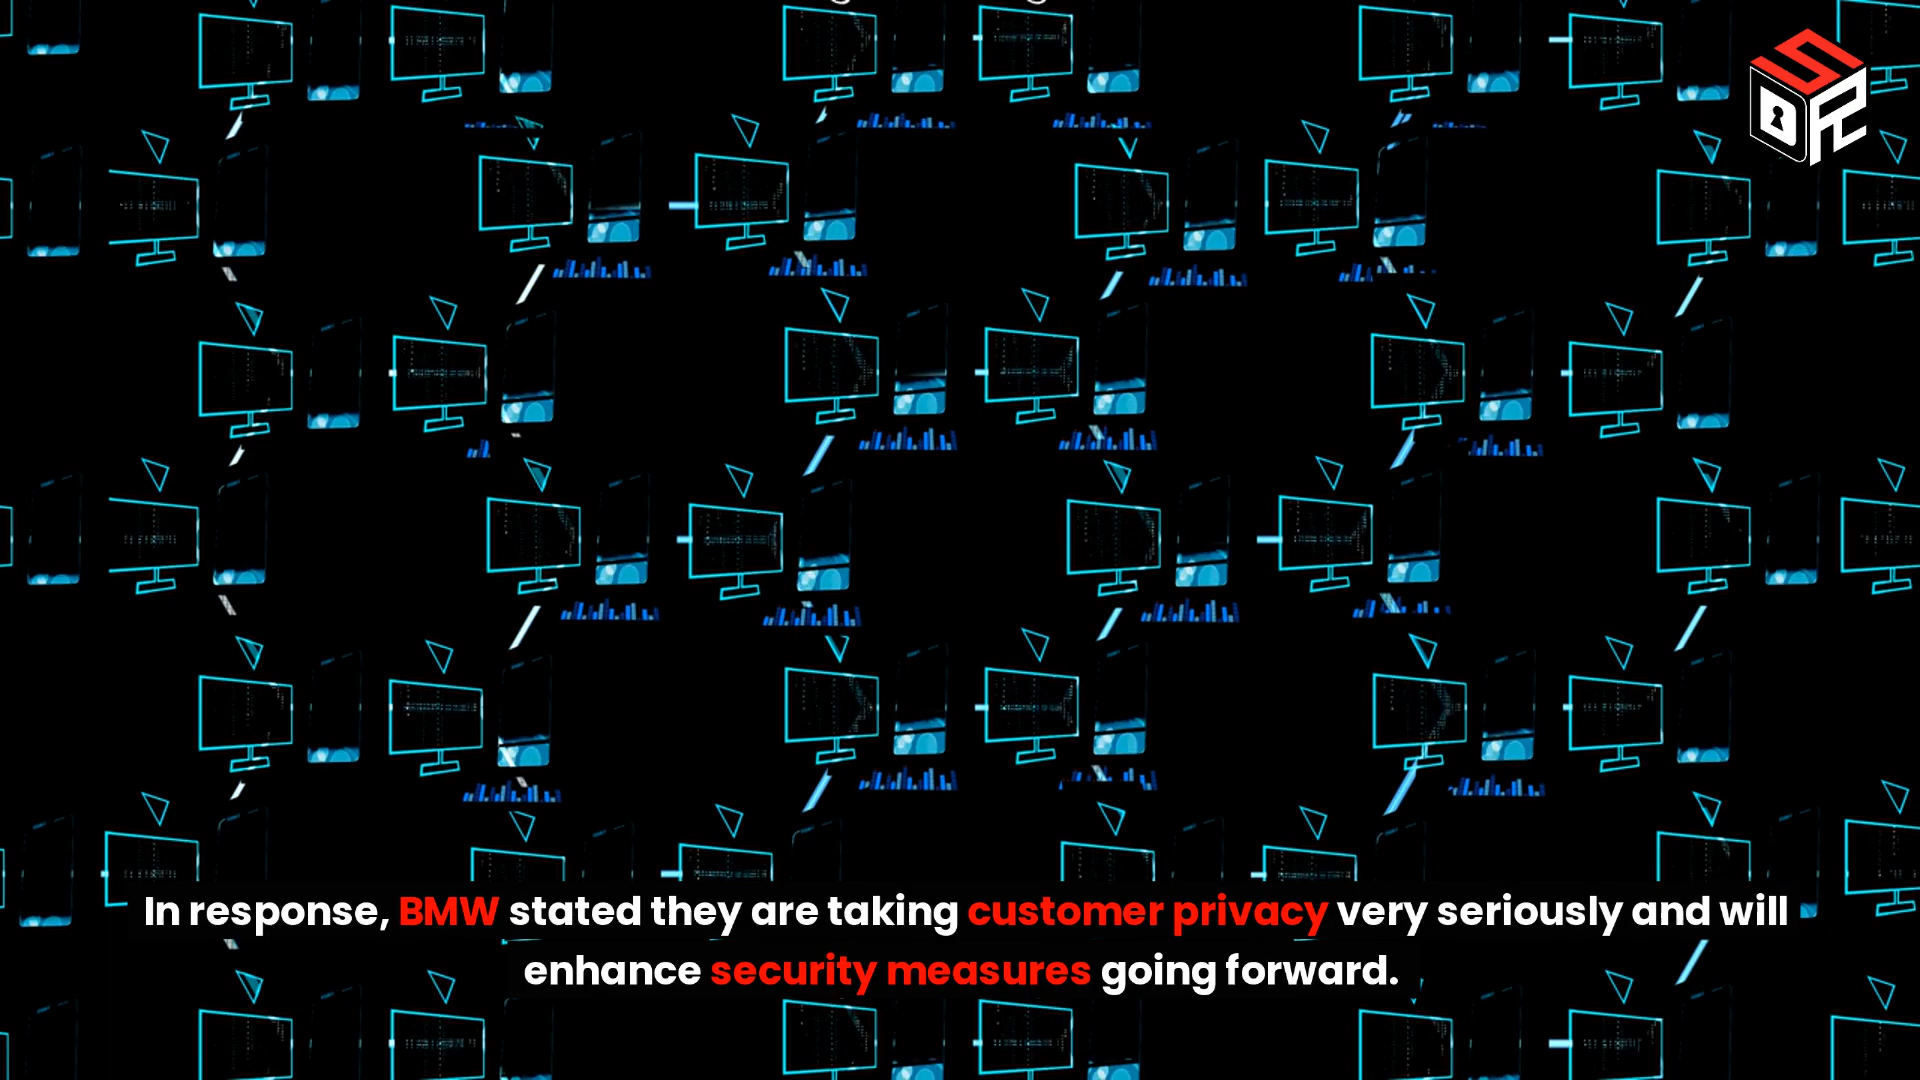 In response, BMW stated they are taking customer privacy very seriously and will
enhance security measures going forward.